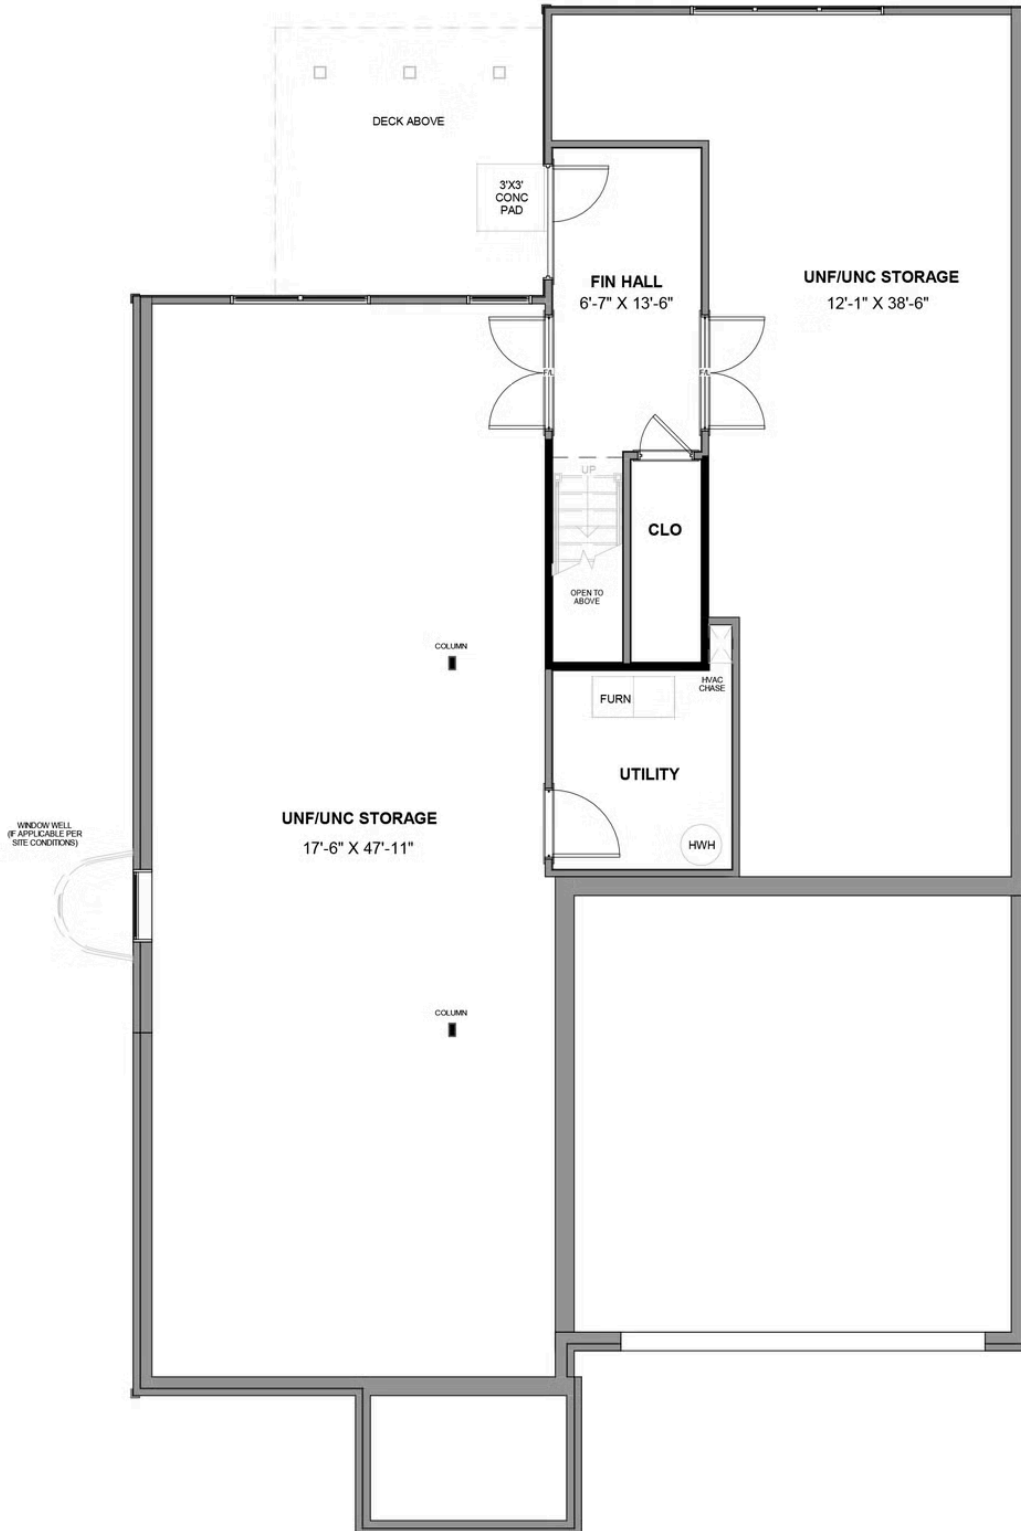 DECK ABOVE
3'X3'
CONC
PAD
FIN HALL
6'-7" X 13'-6"
UNF/UNC STORAGE
12'-1" X 38'-6"
F/L
F/L
UP
CLO
OPEN TO
ABOVE
COLUMN
HVAC
CHASE
FURN
UTILITY
UNF/UNC STORAGE
17'-6" X 47'-11"
WINDOW WELL
(IF APPLICABLE PER
SITE CONDITIONS)
HWH
COLUMN